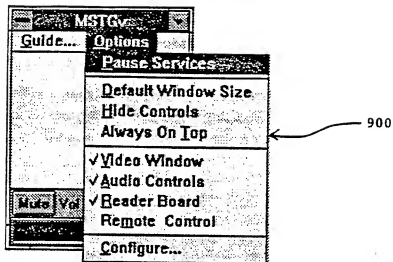 MSTGv
Guide... Options
Pause Services
Default Window Size
Hide Controls
Always On Top
900
✓Video Window
✓Audio Controls
✓Reader Board
Remote Control
Mute Vol
Configure...